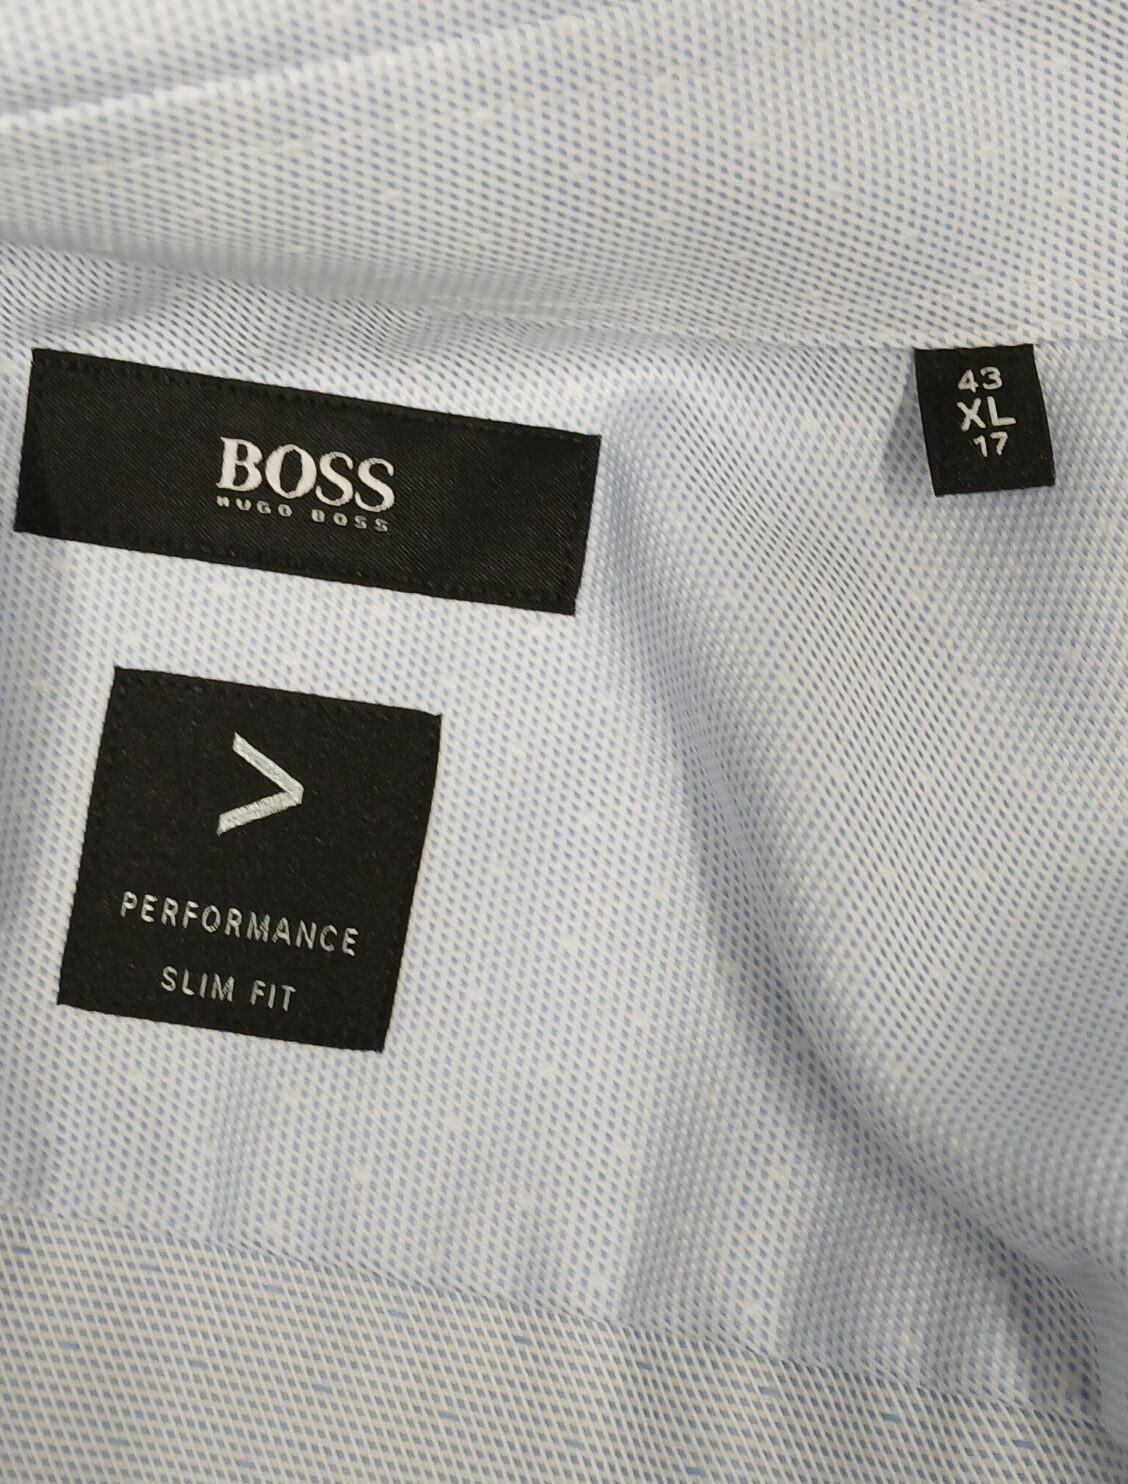 BOSS
HUGO BOSS
43
XL
17
>
PERFORMANCE
SLIM FIT